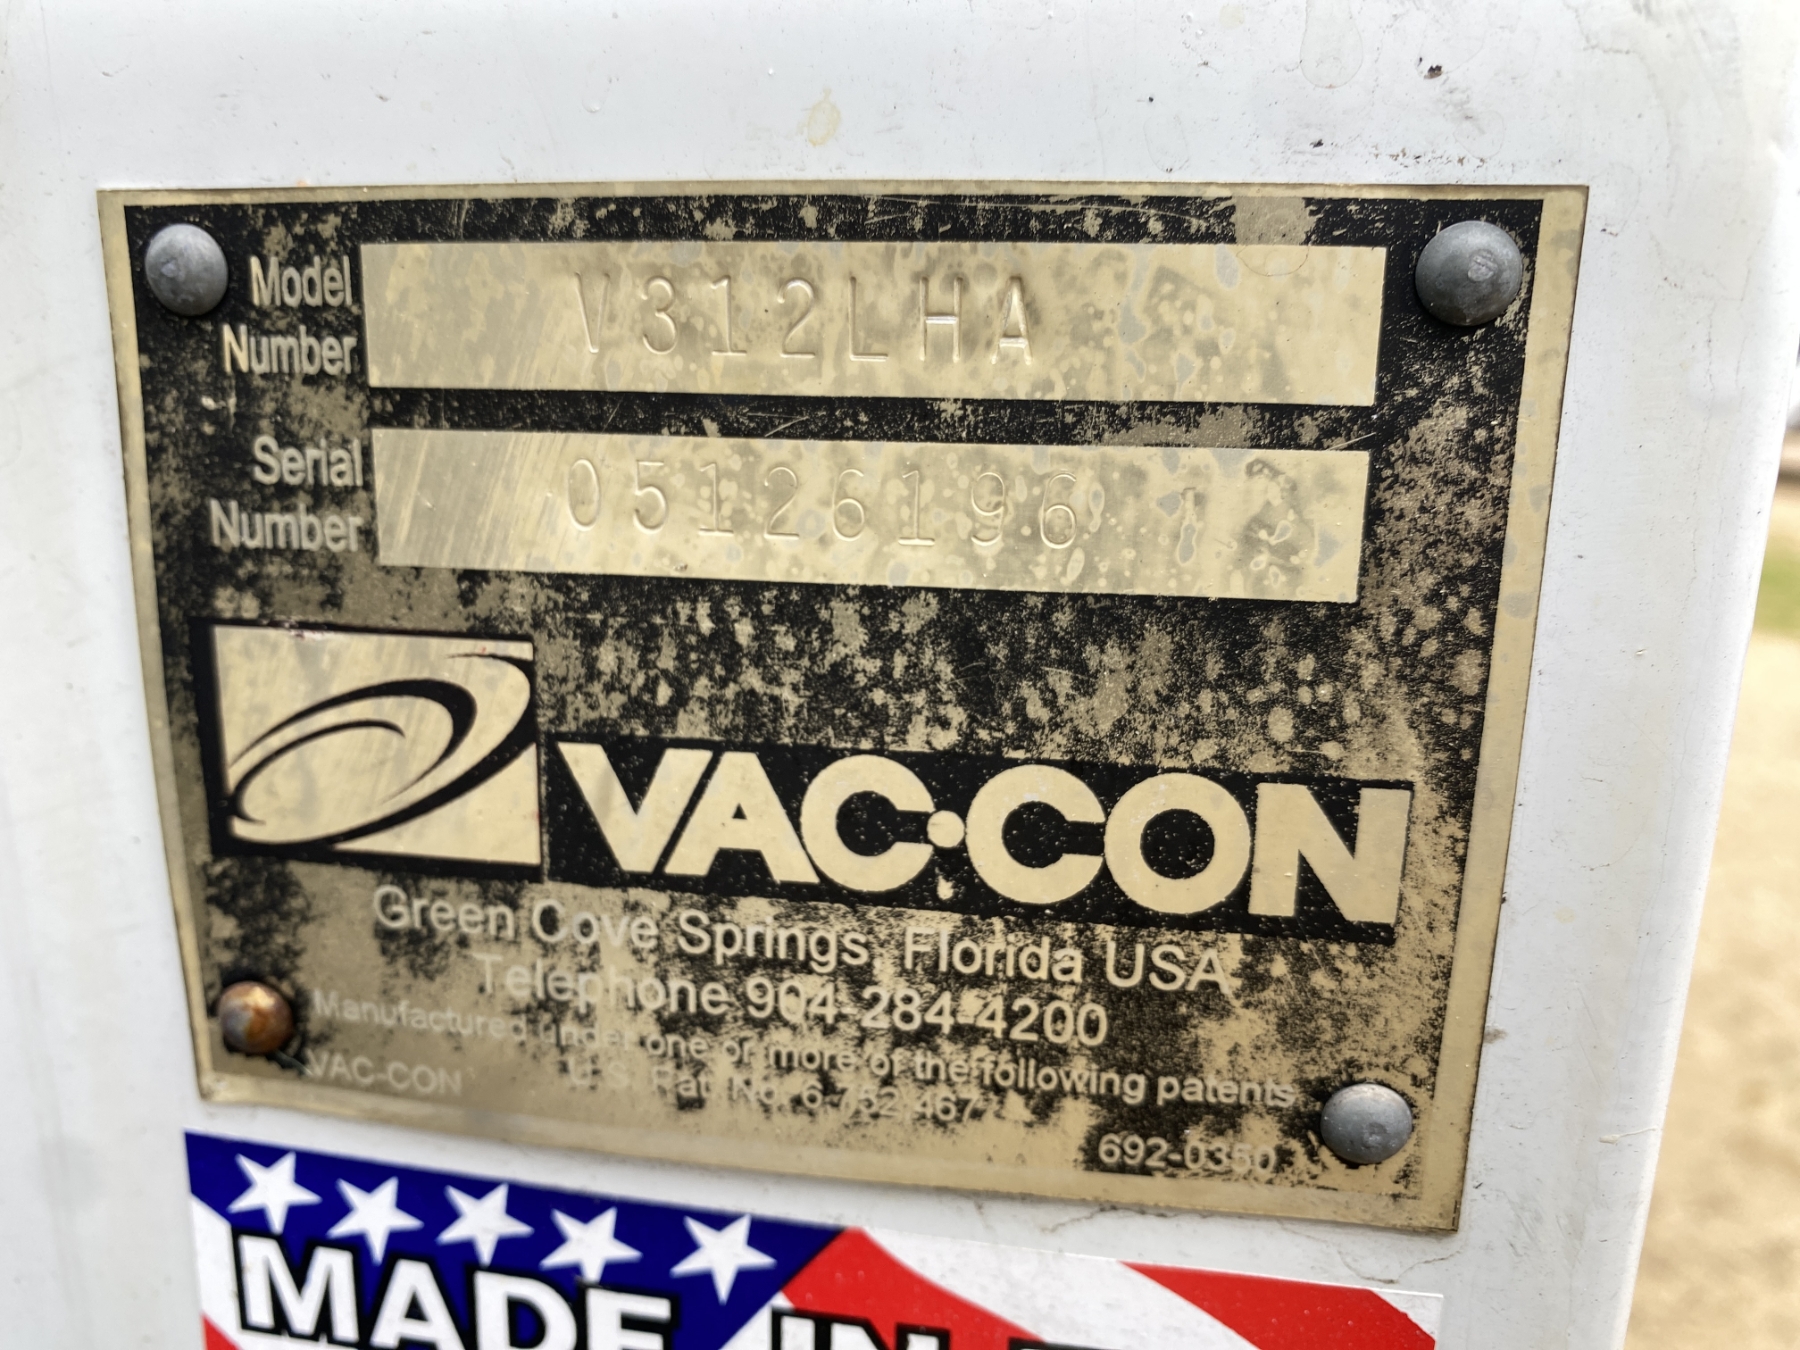 Model
Number
V312LHA
Serial
Number
05126196
VAC·CON
Green Cove Springs, Florida USA
Telephone 904-284-4200
Manufactured under one or more of the following patents
VAC-CON U.S. Pat. No. 6,752,467
692-0350
MADE IN